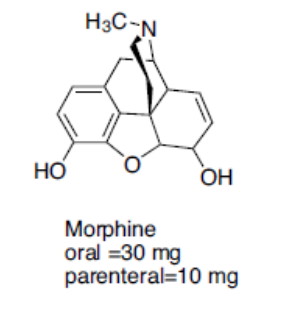 H₃C
N
HO
O
OH
Morphine
oral =30 mg
parenteral=10 mg